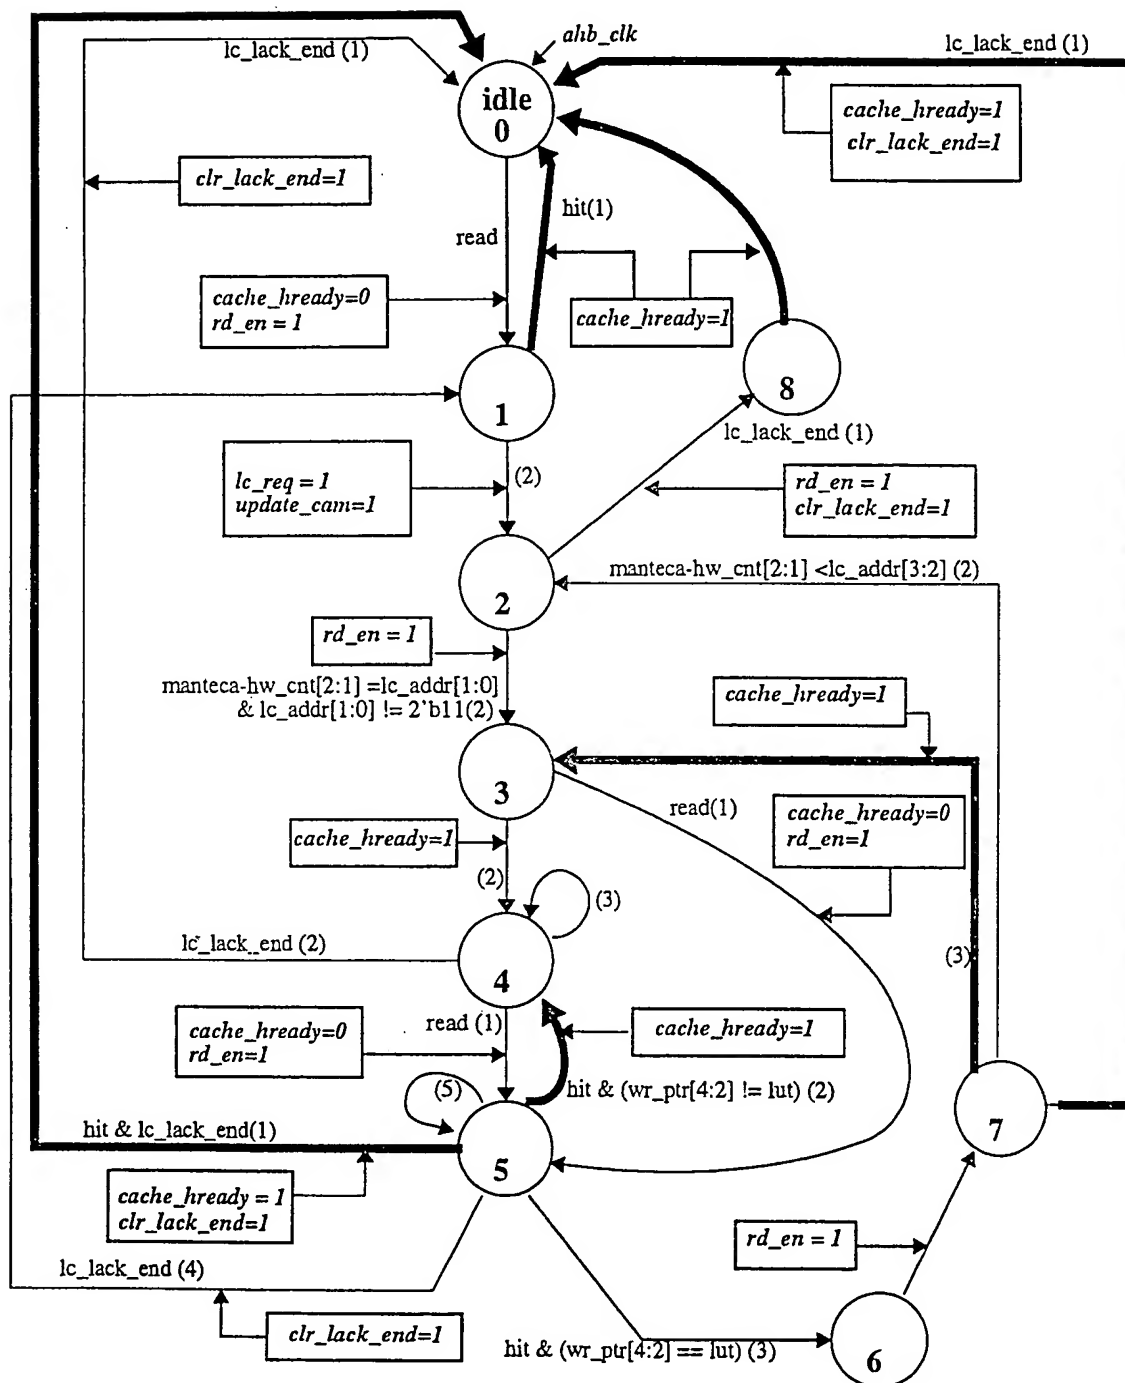 ahb_clk
lc_lack_end (1)
lc_lack_end (1)
idle
0
cache_hready=1
clr_lack_end=1
clr_lack_end=1
hit(1)
read
cache_hready=0
rd_en = 1
cache_hready=1
8
1
lc_lack_end (1)
lc_req = 1
update_cam=1
(2)
rd_en = 1
clr_lack_end=1
manteca-hw_cnt[2:1] <lc_addr[3:2] (2)
2
rd_en = 1
manteca-hw_cnt[2:1] =lc_addr[1:0]
& lc_addr[1:0] != 2'b11(2)
cache_hready=1
3
read(1)
cache_hready=0
rd_en=1
cache_hready=1
(2)
(3)
lc_lack_end (2)
(3)
4
cache_hready=0
rd_en=1
read (1)
cache_hready=1
(5)
hit & (wr_ptr[4:2] != lut) (2)
7
hit & lc_lack_end(1)
5
cache_hready = 1
clr_lack_end=1
rd_en = 1
lc_lack_end (4)
clr_lack_end=1
hit & (wr_ptr[4:2] == lut) (3)
6